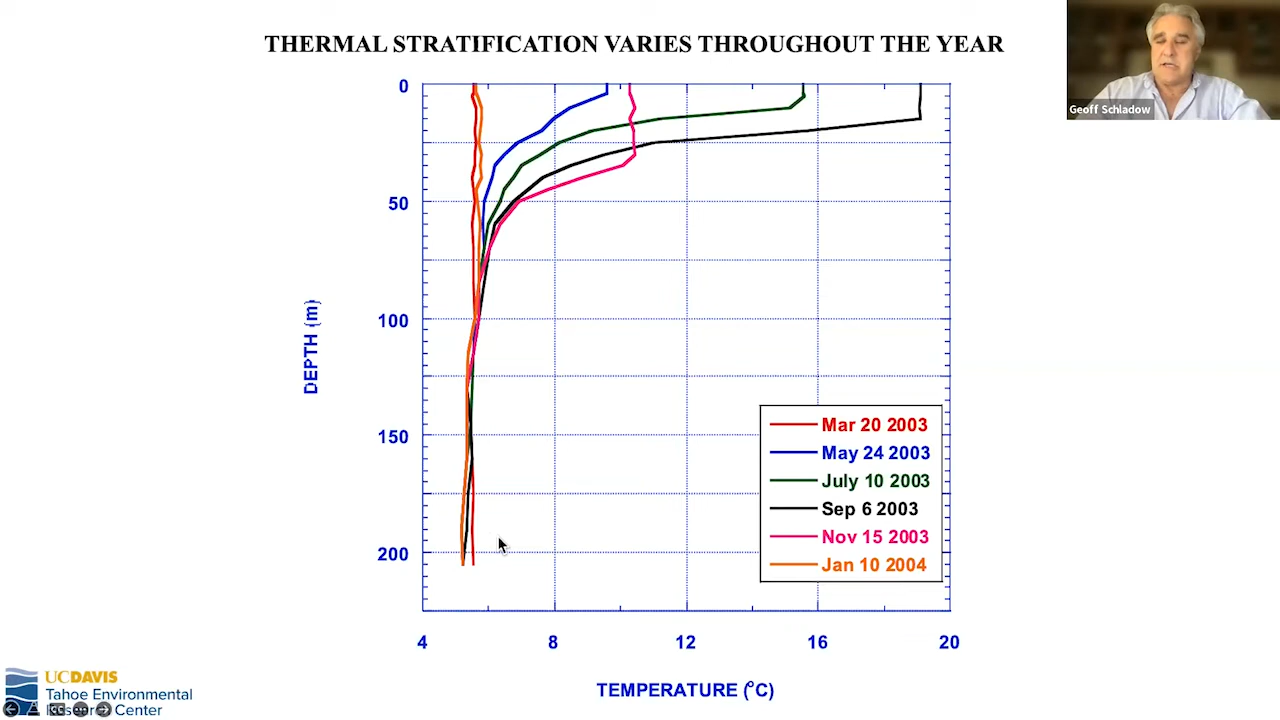 THERMAL STRATIFICATION VARIES THROUGHOUT THE YEAR
Geoff Schladow
0
50
100
150
200
DEPTH (m)
Mar 20 2003
May 24 2003
July 10 2003
Sep 6 2003
Nov 15 2003
Jan 10 2004
4 8 12 16 20
TEMPERATURE (°C)
UCDAVIS
Tahoe Environmental
Research Center